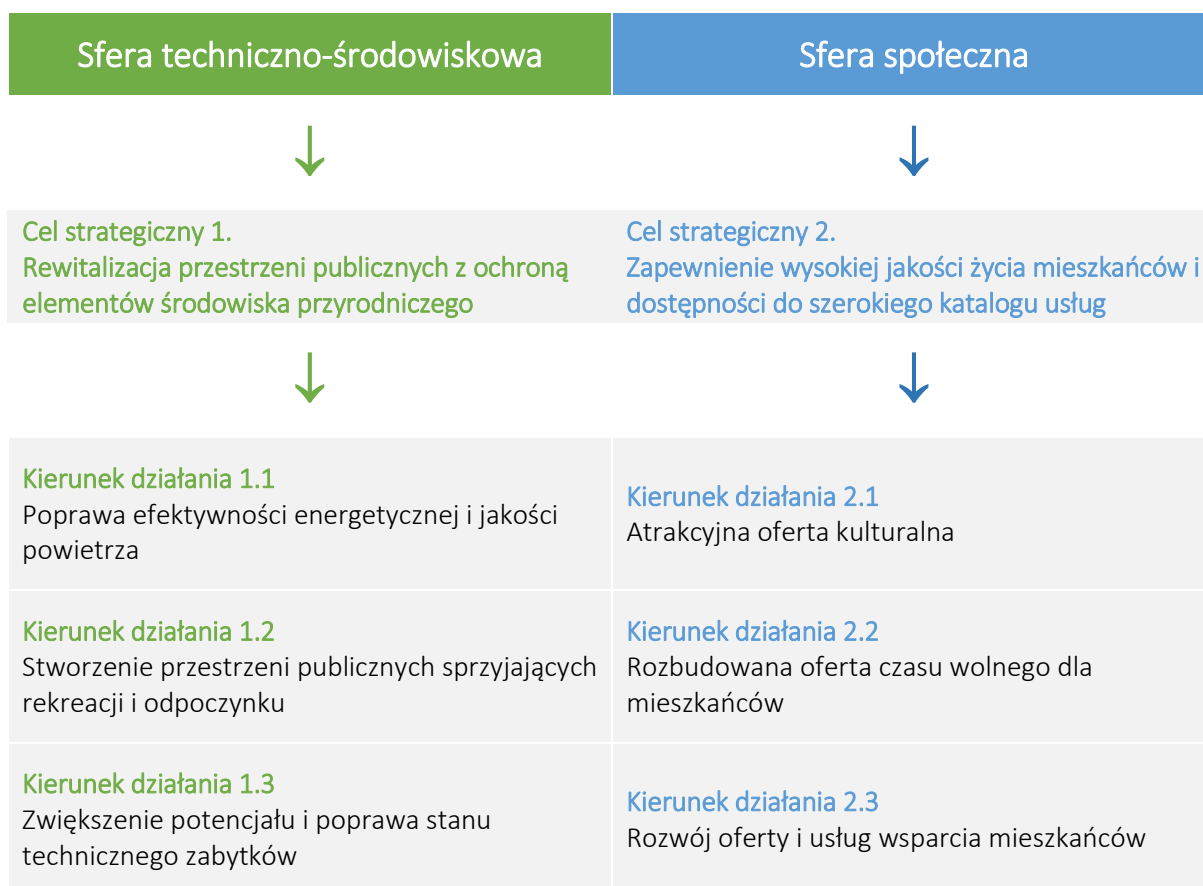 Sfera techniczno-środowiskowa
Sfera społeczna
Cel strategiczny 1.
Rewitalizacja przestrzeni publicznych z ochroną
elementów środowiska przyrodniczego
Cel strategiczny 2.
Zapewnienie wysokiej jakości życia mieszkańców i
dostępności do szerokiego katalogu usług
Kierunek działania 1.1
Poprawa efektywności energetycznej i jakości
powietrza
Kierunek działania 2.1
Atrakcyjna oferta kulturalna
Kierunek działania 1.2
Stworzenie przestrzeni publicznych sprzyjających
rekreacji i odpoczynku
Kierunek działania 2.2
Rozbudowana oferta czasu wolnego dla
mieszkańców
Kierunek działania 1.3
Zwiększenie potencjału i poprawa stanu
technicznego zabytków
Kierunek działania 2.3
Rozwój oferty i usług wsparcia mieszkańców